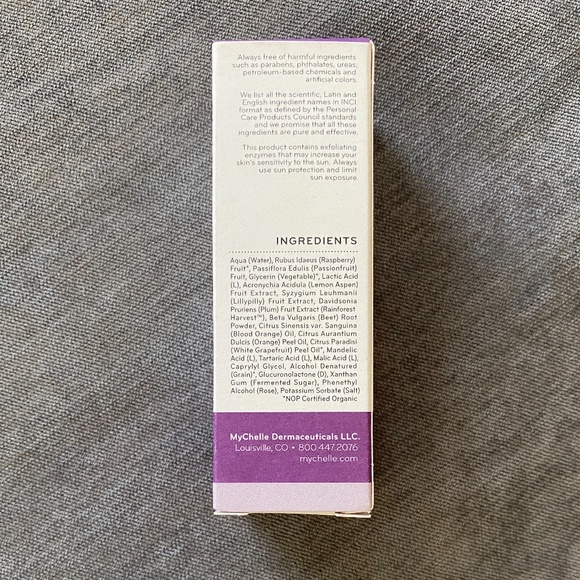 Always free of harmful ingredients
such as parabens, phthalates, ureas,
petroleum-based chemicals and
artificial colors.
We list all the scientific, Latin and
English ingredient names in INCI
format as defined by the Personal
Care Products Council standards
and we promise that all these
ingredients are pure and effective.
This product contains exfoliating
enzymes that may increase your
skin's sensitivity to the sun. Always
use sun protection and limit
sun exposure.
INGREDIENTS
Aqua (Water), Rubus Idaeus (Raspberry)
Fruit*, Passiflora Edulis (Passionfruit)
Fruit, Glycerin (Vegetable)*, Lactic Acid
(L), Acronychia Acidula (Lemon Aspen)
Fruit Extract, Syzygium Leuhmanii
(Lillypilly) Fruit Extract, Davidsonia
Pruriens (Plum) Fruit Extract (Rainforest
Harvest™), Beta Vulgaris (Beet) Root
Powder, Citrus Sinensis var. Sanguina
(Blood Orange) Oil, Citrus Aurantium
Dulcis (Orange) Peel Oil, Citrus Paradisi
(White Grapefruit) Peel Oil*, Mandelic
Acid (L), Tartaric Acid (L), Malic Acid (L),
Caprylyl Glycol, Alcohol Denatured
(Grain)*, Glucuronolactone (D), Xanthan
Gum (Fermented Sugar), Phenethyl
Alcohol (Rose), Potassium Sorbate (Salt)
*NOP Certified Organic
MyChelle Dermaceuticals LLC.
Louisville, CO • 800.447.2076
mychelle.com